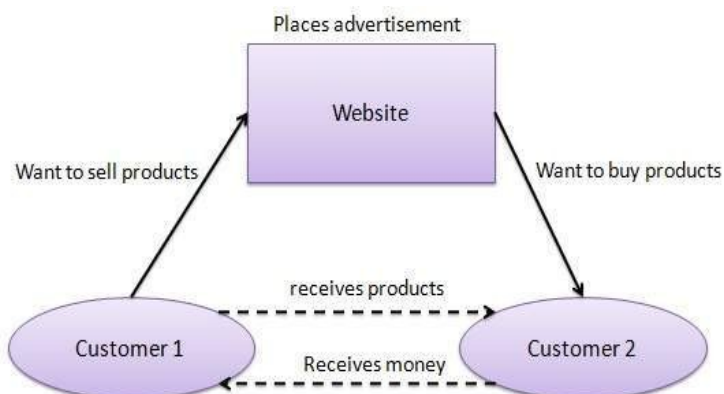 Places advertisement
Website
Want to sell products
Want to buy products
receives products
Customer 1
Customer 2
Receives money